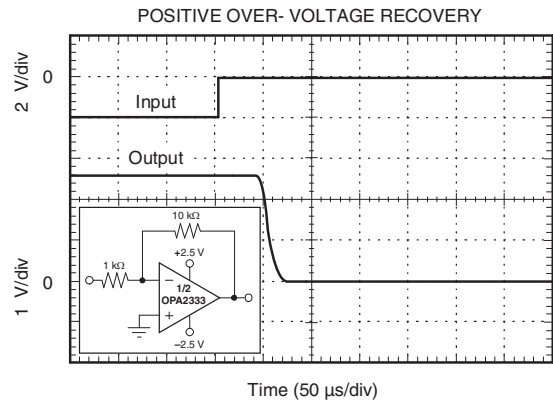 POSITIVE OVER- VOLTAGE RECOVERY
2 V/div
0
Input
Output
10 kΩ
+2.5 V
1 kΩ
−
1/2
OPA2333
+
−2.5 V
1 V/div
0
Time (50 µs/div)